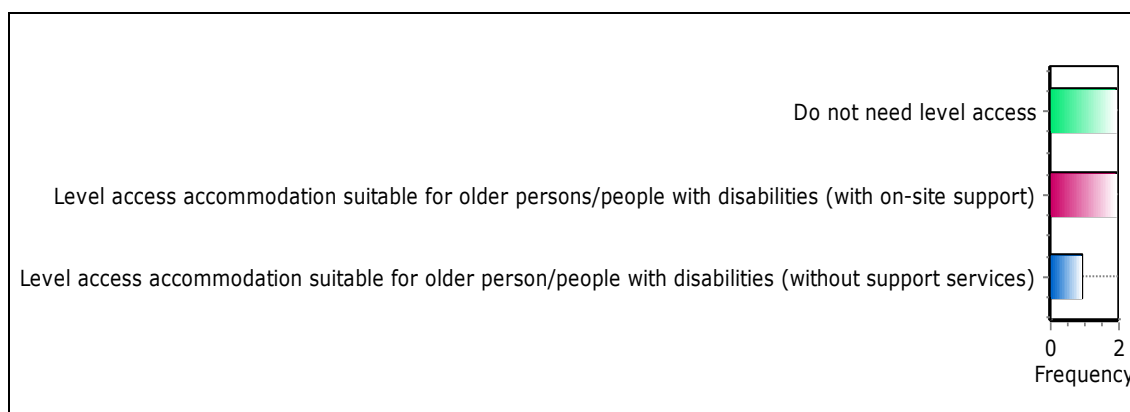 Do not need level access
Level access accommodation suitable for older persons/people with disabilities (with on-site support)
Level access accommodation suitable for older person/people with disabilities (without support services)
0 2
Frequency